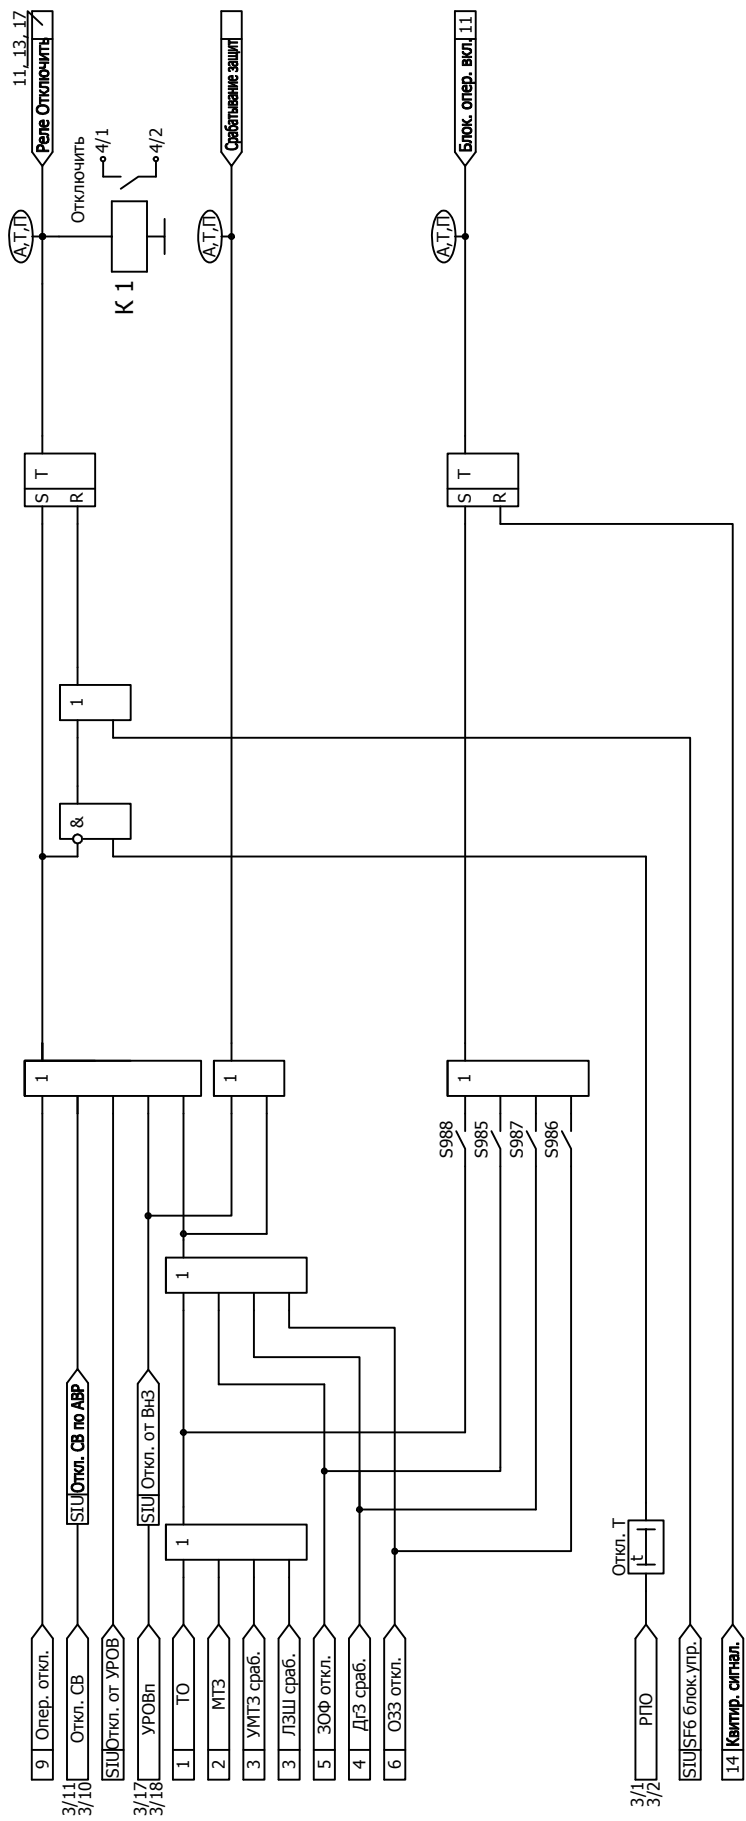 11, 13, 17
Реле Отключить
Срабатывание защит
Блок. опер. вкл. 11
А,Т,П
Отключить
4/1
4/2
К 1
А,Т,П
А,Т,П
S T
R
S T
R
1
&
1
1
1
S988
S985
S987
S986
1
1
9 Опер. откл.
3/11
3/10
Откл. СВ
SIU Откл. СВ по АВР
SIU Откл. от УРОВ
3/17
3/18
УРОВп
SIU Откл. от ВнЗ
1 ТО
2 МТЗ
3 УМТЗ сраб.
3 ЛЗШ сраб.
5 ЗОФ откл.
4 ДгЗ сраб.
6 ОЗЗ откл.
3/1
3/2
РПО
Откл. Т
t
SIU SF6 блок.упр.
14 Квитир. сигнал.